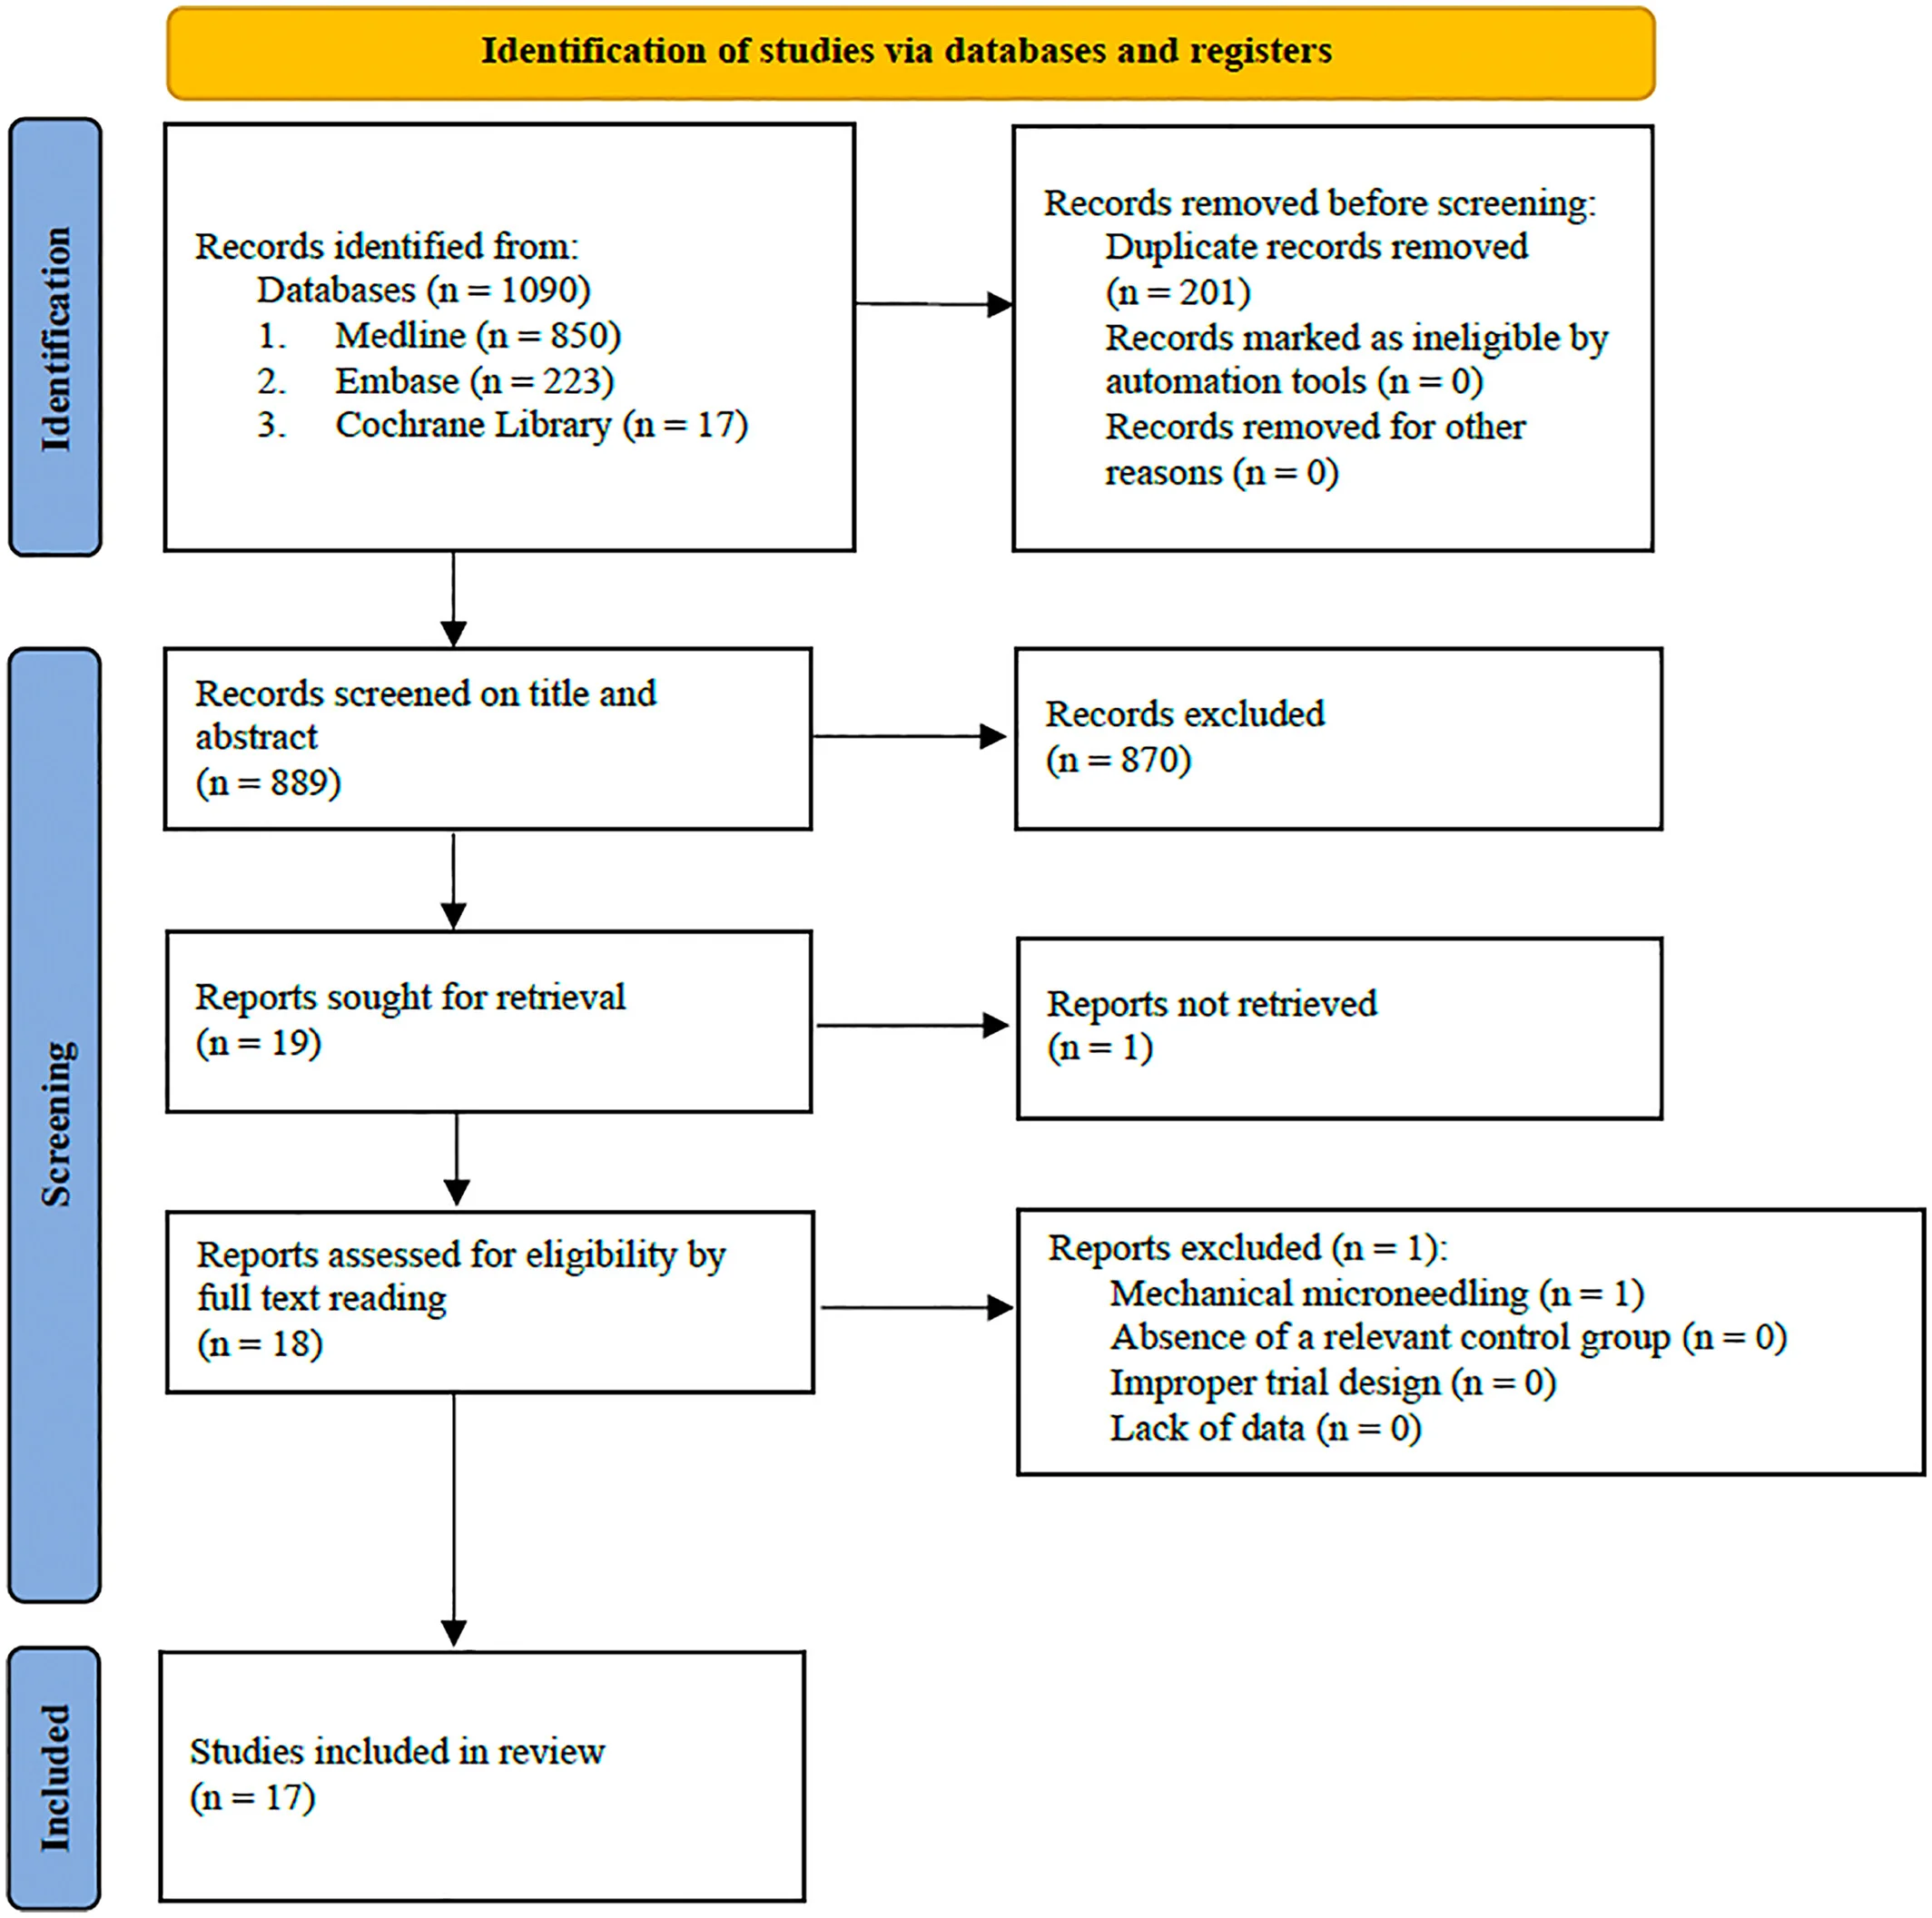 Identification of studies via databases and registers
Identification
Records identified from:
Databases (n = 1090)
1. Medline (n = 850)
2. Embase (n = 223)
3. Cochrane Library (n = 17)
Records removed before screening:
Duplicate records removed
(n = 201)
Records marked as ineligible by
automation tools (n = 0)
Records removed for other
reasons (n = 0)
Screening
Records screened on title and
abstract
(n = 889)
Records excluded
(n = 870)
Reports sought for retrieval
(n = 19)
Reports not retrieved
(n = 1)
Reports assessed for eligibility by
full text reading
(n = 18)
Reports excluded (n = 1):
Mechanical microneedling (n = 1)
Absence of a relevant control group (n = 0)
Improper trial design (n = 0)
Lack of data (n = 0)
Included
Studies included in review
(n = 17)